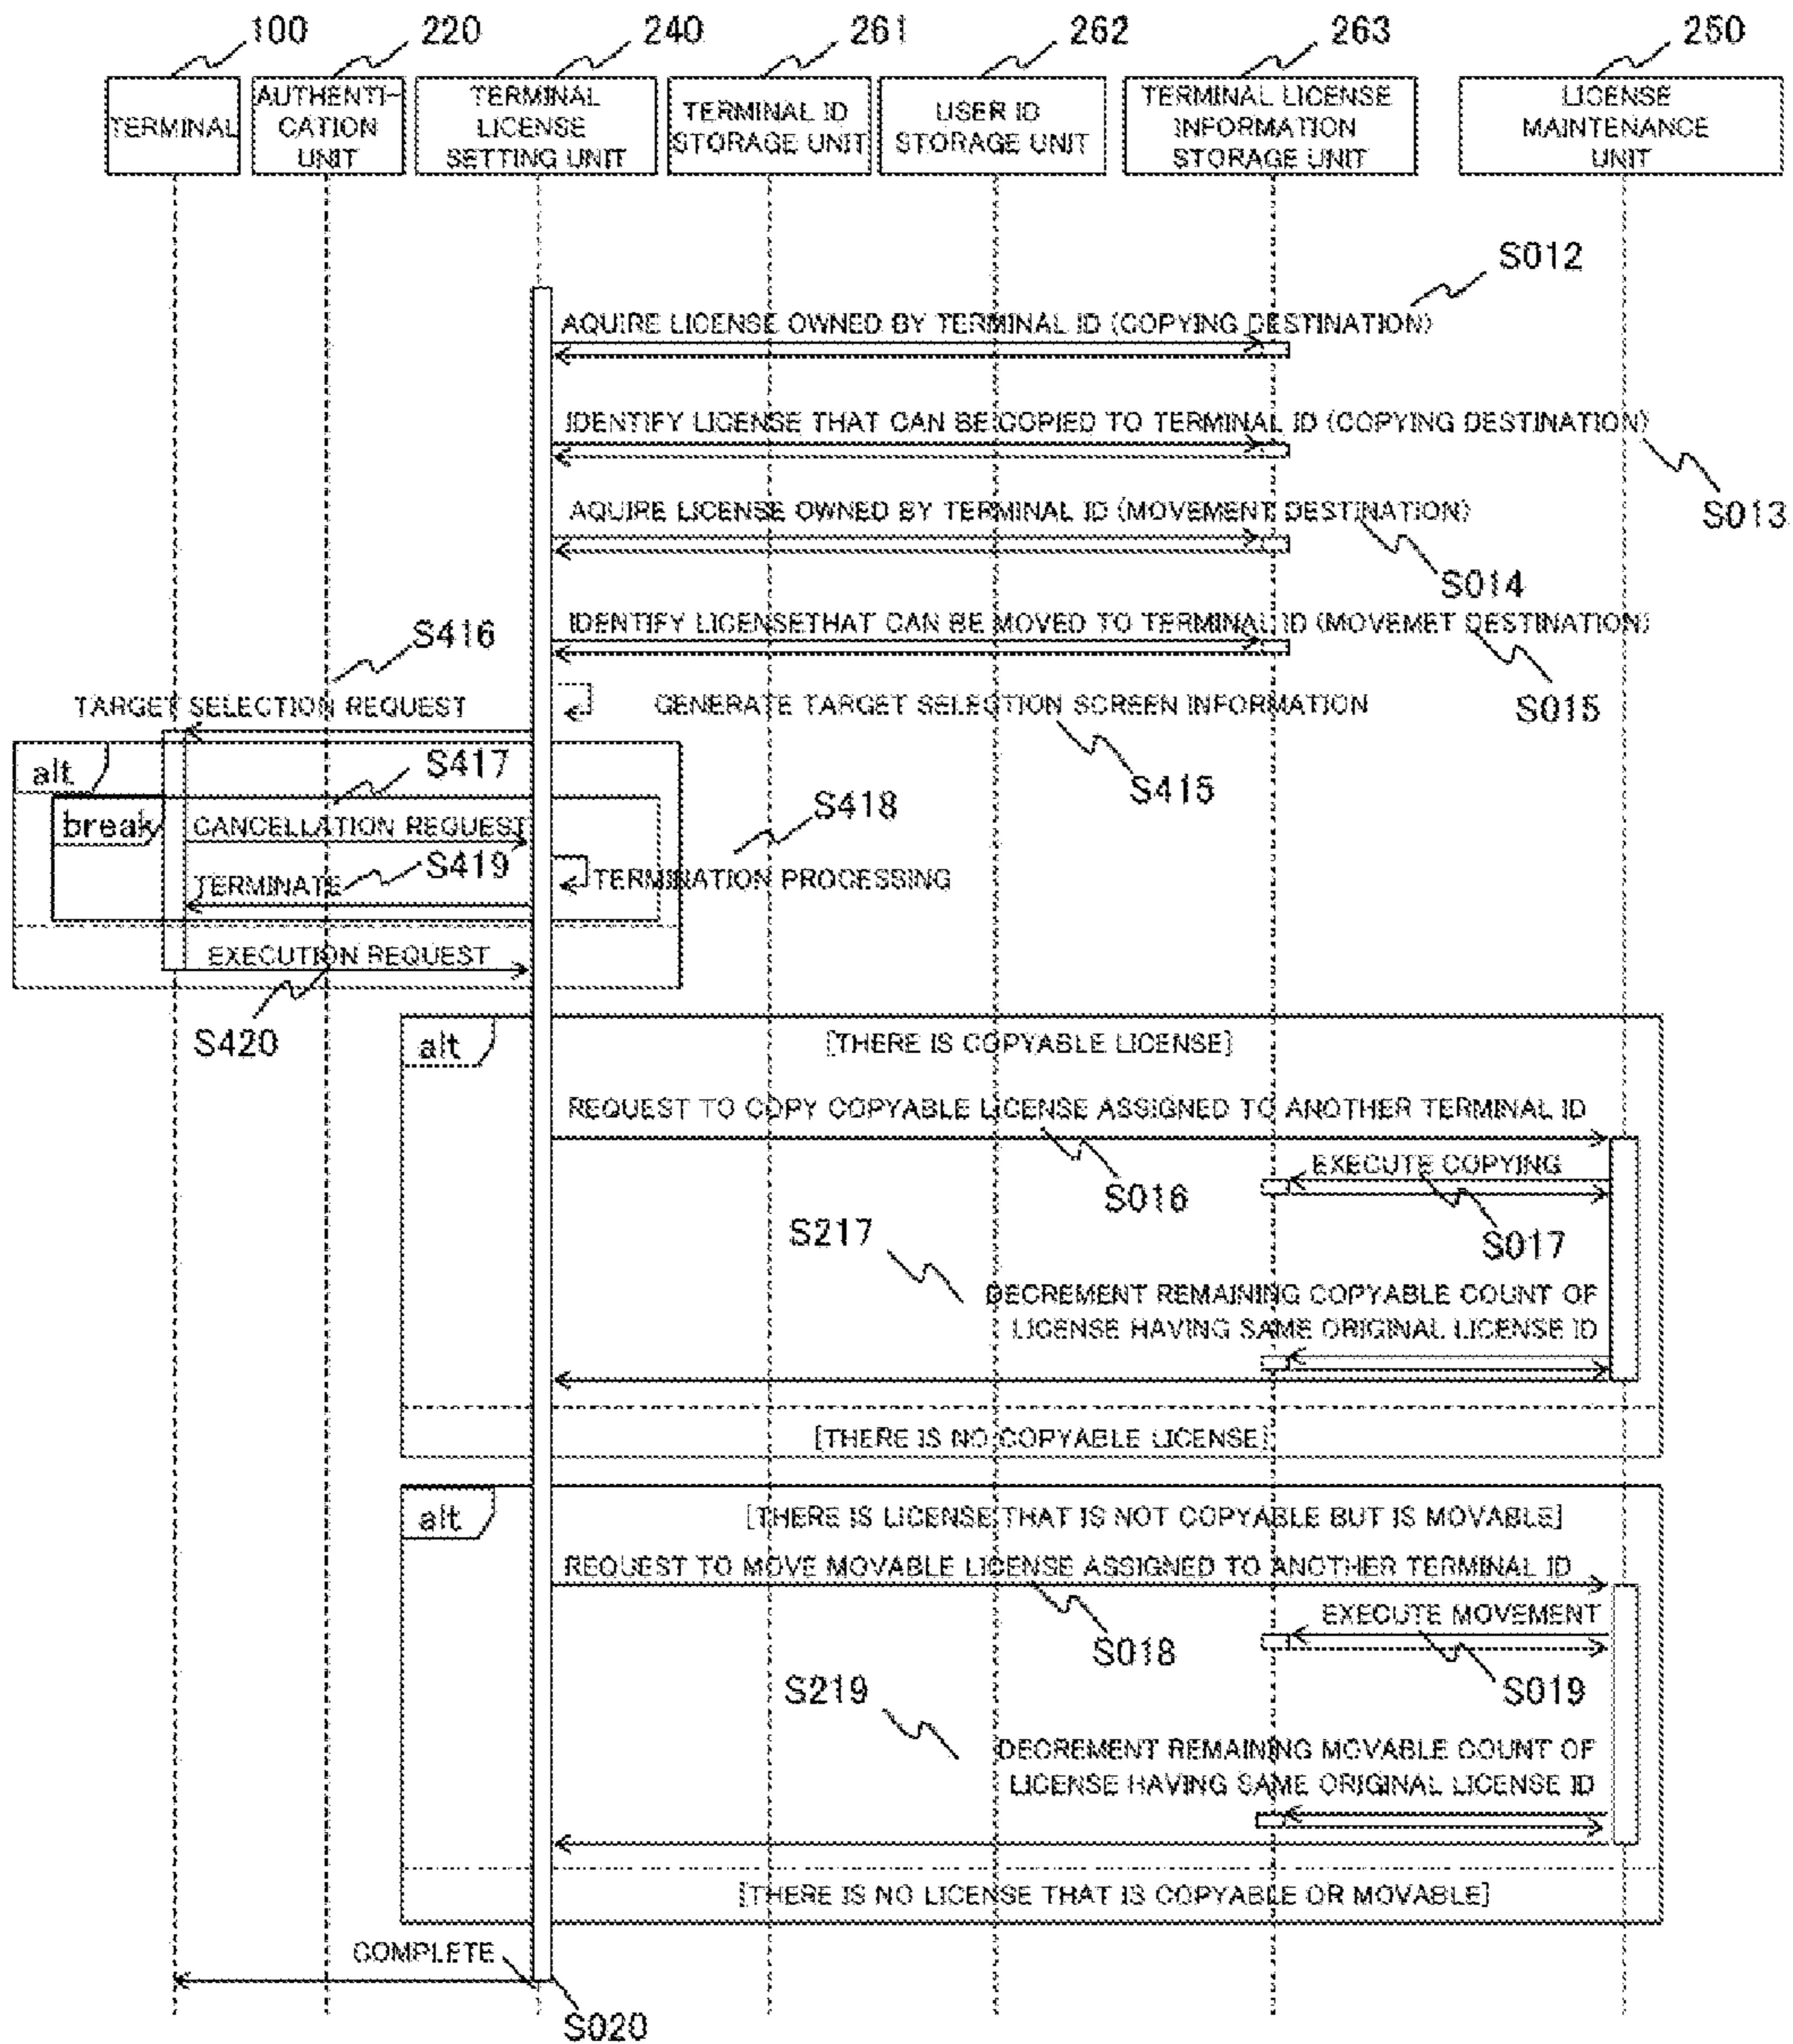 100
220
240
261
262
263
250
TERMINAL
AUTHENTI-
CATION
UNIT
TERMINAL
LICENSE
SETTING UNIT
TERMINAL ID
STORAGE UNIT
USER ID
STORAGE UNIT
TERMINAL LICENSE
INFORMATION
STORAGE UNIT
LICENSE
MAINTENANCE
UNIT
S012
AQUIRE LICENSE OWNED BY TERMINAL ID (COPYING DESTINATION)
IDENTIFY LICENSE THAT CAN BE COPIED TO TERMINAL ID (COPYING DESTINATION)
S013
AQUIRE LICENSE OWNED BY TERMINAL ID (MOVEMENT DESTINATION)
S014
IDENTIFY LICENSETHAT CAN BE MOVED TO TERMINAL ID (MOVEMET DESTINATION)
S015
S416
TARGET SELECTION REQUEST
GENERATE TARGET SELECTION SCREEN INFORMATION
S415
alt
S417
break
CANCELLATION REQUEST
S418
S419
TERMINATE
TERMINATION PROCESSING
EXECUTION REQUEST
S420
alt
[THERE IS COPYABLE LICENSE]
REQUEST TO COPY COPYABLE LICENSE ASSIGNED TO ANOTHER TERMINAL ID
S016
EXECUTE COPYING
S017
S217
DECREMENT REMAINING COPYABLE COUNT OF
LICENSE HAVING SAME ORIGINAL LICENSE ID
[THERE IS NO COPYABLE LICENSE]
alt
[THERE IS LICENSE THAT IS NOT COPYABLE BUT IS MOVABLE]
REQUEST TO MOVE MOVABLE LICENSE ASSIGNED TO ANOTHER TERMINAL ID
S018
EXECUTE MOVEMENT
S019
S219
DECREMENT REMAINING MOVABLE COUNT OF
LICENSE HAVING SAME ORIGINAL LICENSE ID
[THERE IS NO LICENSE THAT IS COPYABLE OR MOVABLE]
COMPLETE
S020